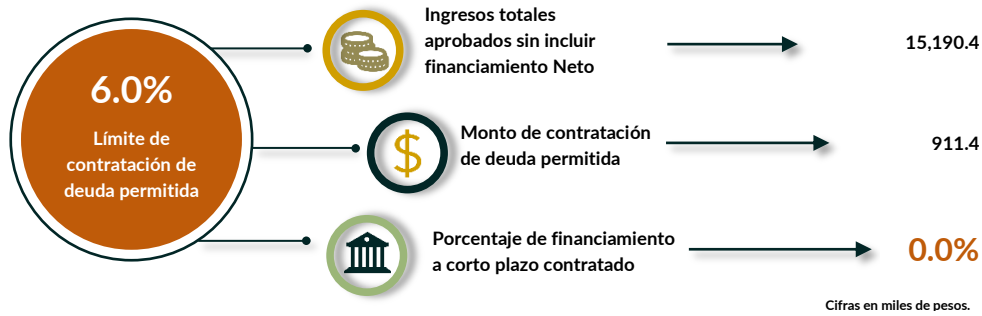 6.0%
Límite de
contratación de
deuda permitida
Ingresos totales
aprobados sin incluir
financiamiento Neto
15,190.4
$
Monto de contratación
de deuda permitida
911.4
Porcentaje de financiamiento
a corto plazo contratado
0.0%
Cifras en miles de pesos.